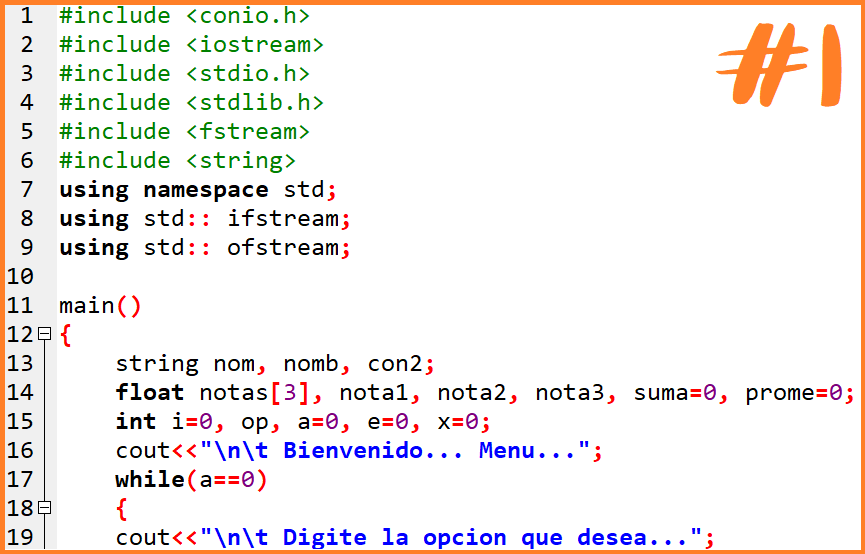 1 #include <conio.h>
2 #include <iostream>
3 #include <stdio.h>
4 #include <stdlib.h>
5 #include <fstream>
6 #include <string>
7 using namespace std;
8 using std:: ifstream;
9 using std:: ofstream;
10
11 main()
12 {
13 string nom, nomb, con2;
14 float notas[3], nota1, nota2, nota3, suma=0, prome=0;
15 int i=0, op, a=0, e=0, x=0;
16 cout<<"\n\t Bienvenido... Menu...";
17 while(a==0)
18 {
19 cout<<"\n\t Digite la opcion que desea...";
#1